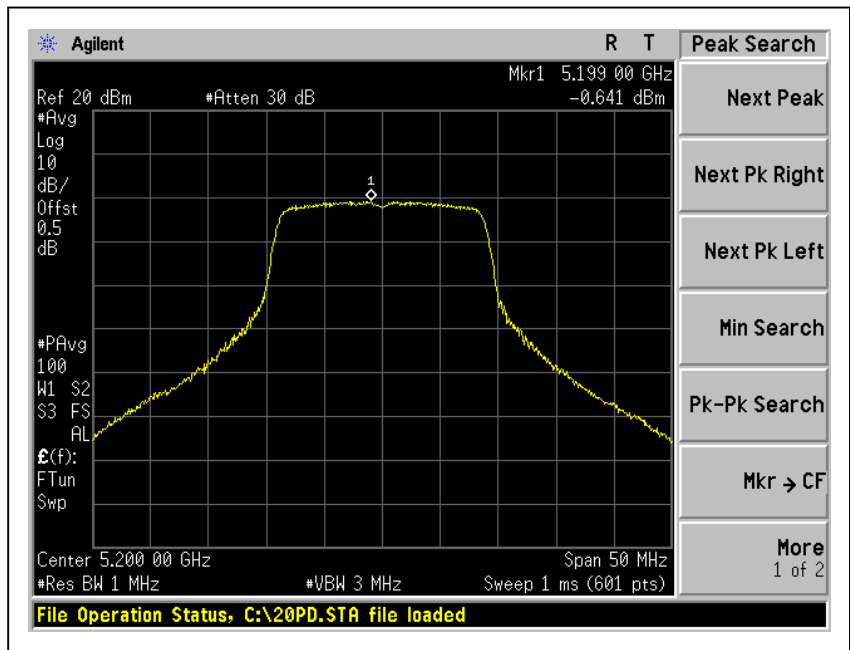 Agilent R T
Peak Search
Mkr1 5.199 00 GHz
Ref 20 dBm #Atten 30 dB -0.641 dBm
#Avg
Log
10
dB/
Offst
0.5
dB
1
#PAvg
100
W1 S2
S3 FS
AL
£(f):
FTun
Swp
Center 5.200 00 GHz Span 50 MHz
#Res BW 1 MHz #VBW 3 MHz Sweep 1 ms (601 pts)
File Operation Status, C:\20PD.STA file loaded
Next Peak
Next Pk Right
Next Pk Left
Min Search
Pk-Pk Search
Mkr → CF
More
1 of 2